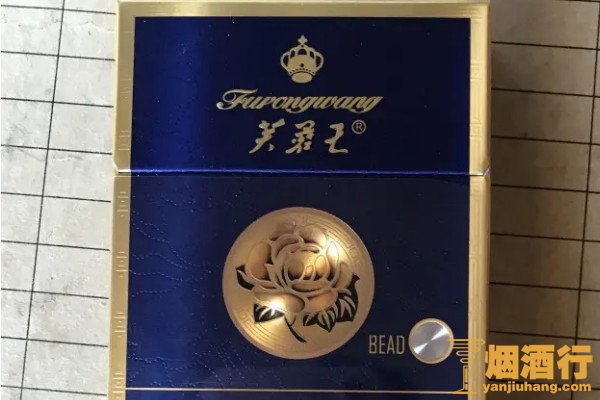 Furongwang
芙蓉王®
BEAD
烟酒行
yanjiuhang.com